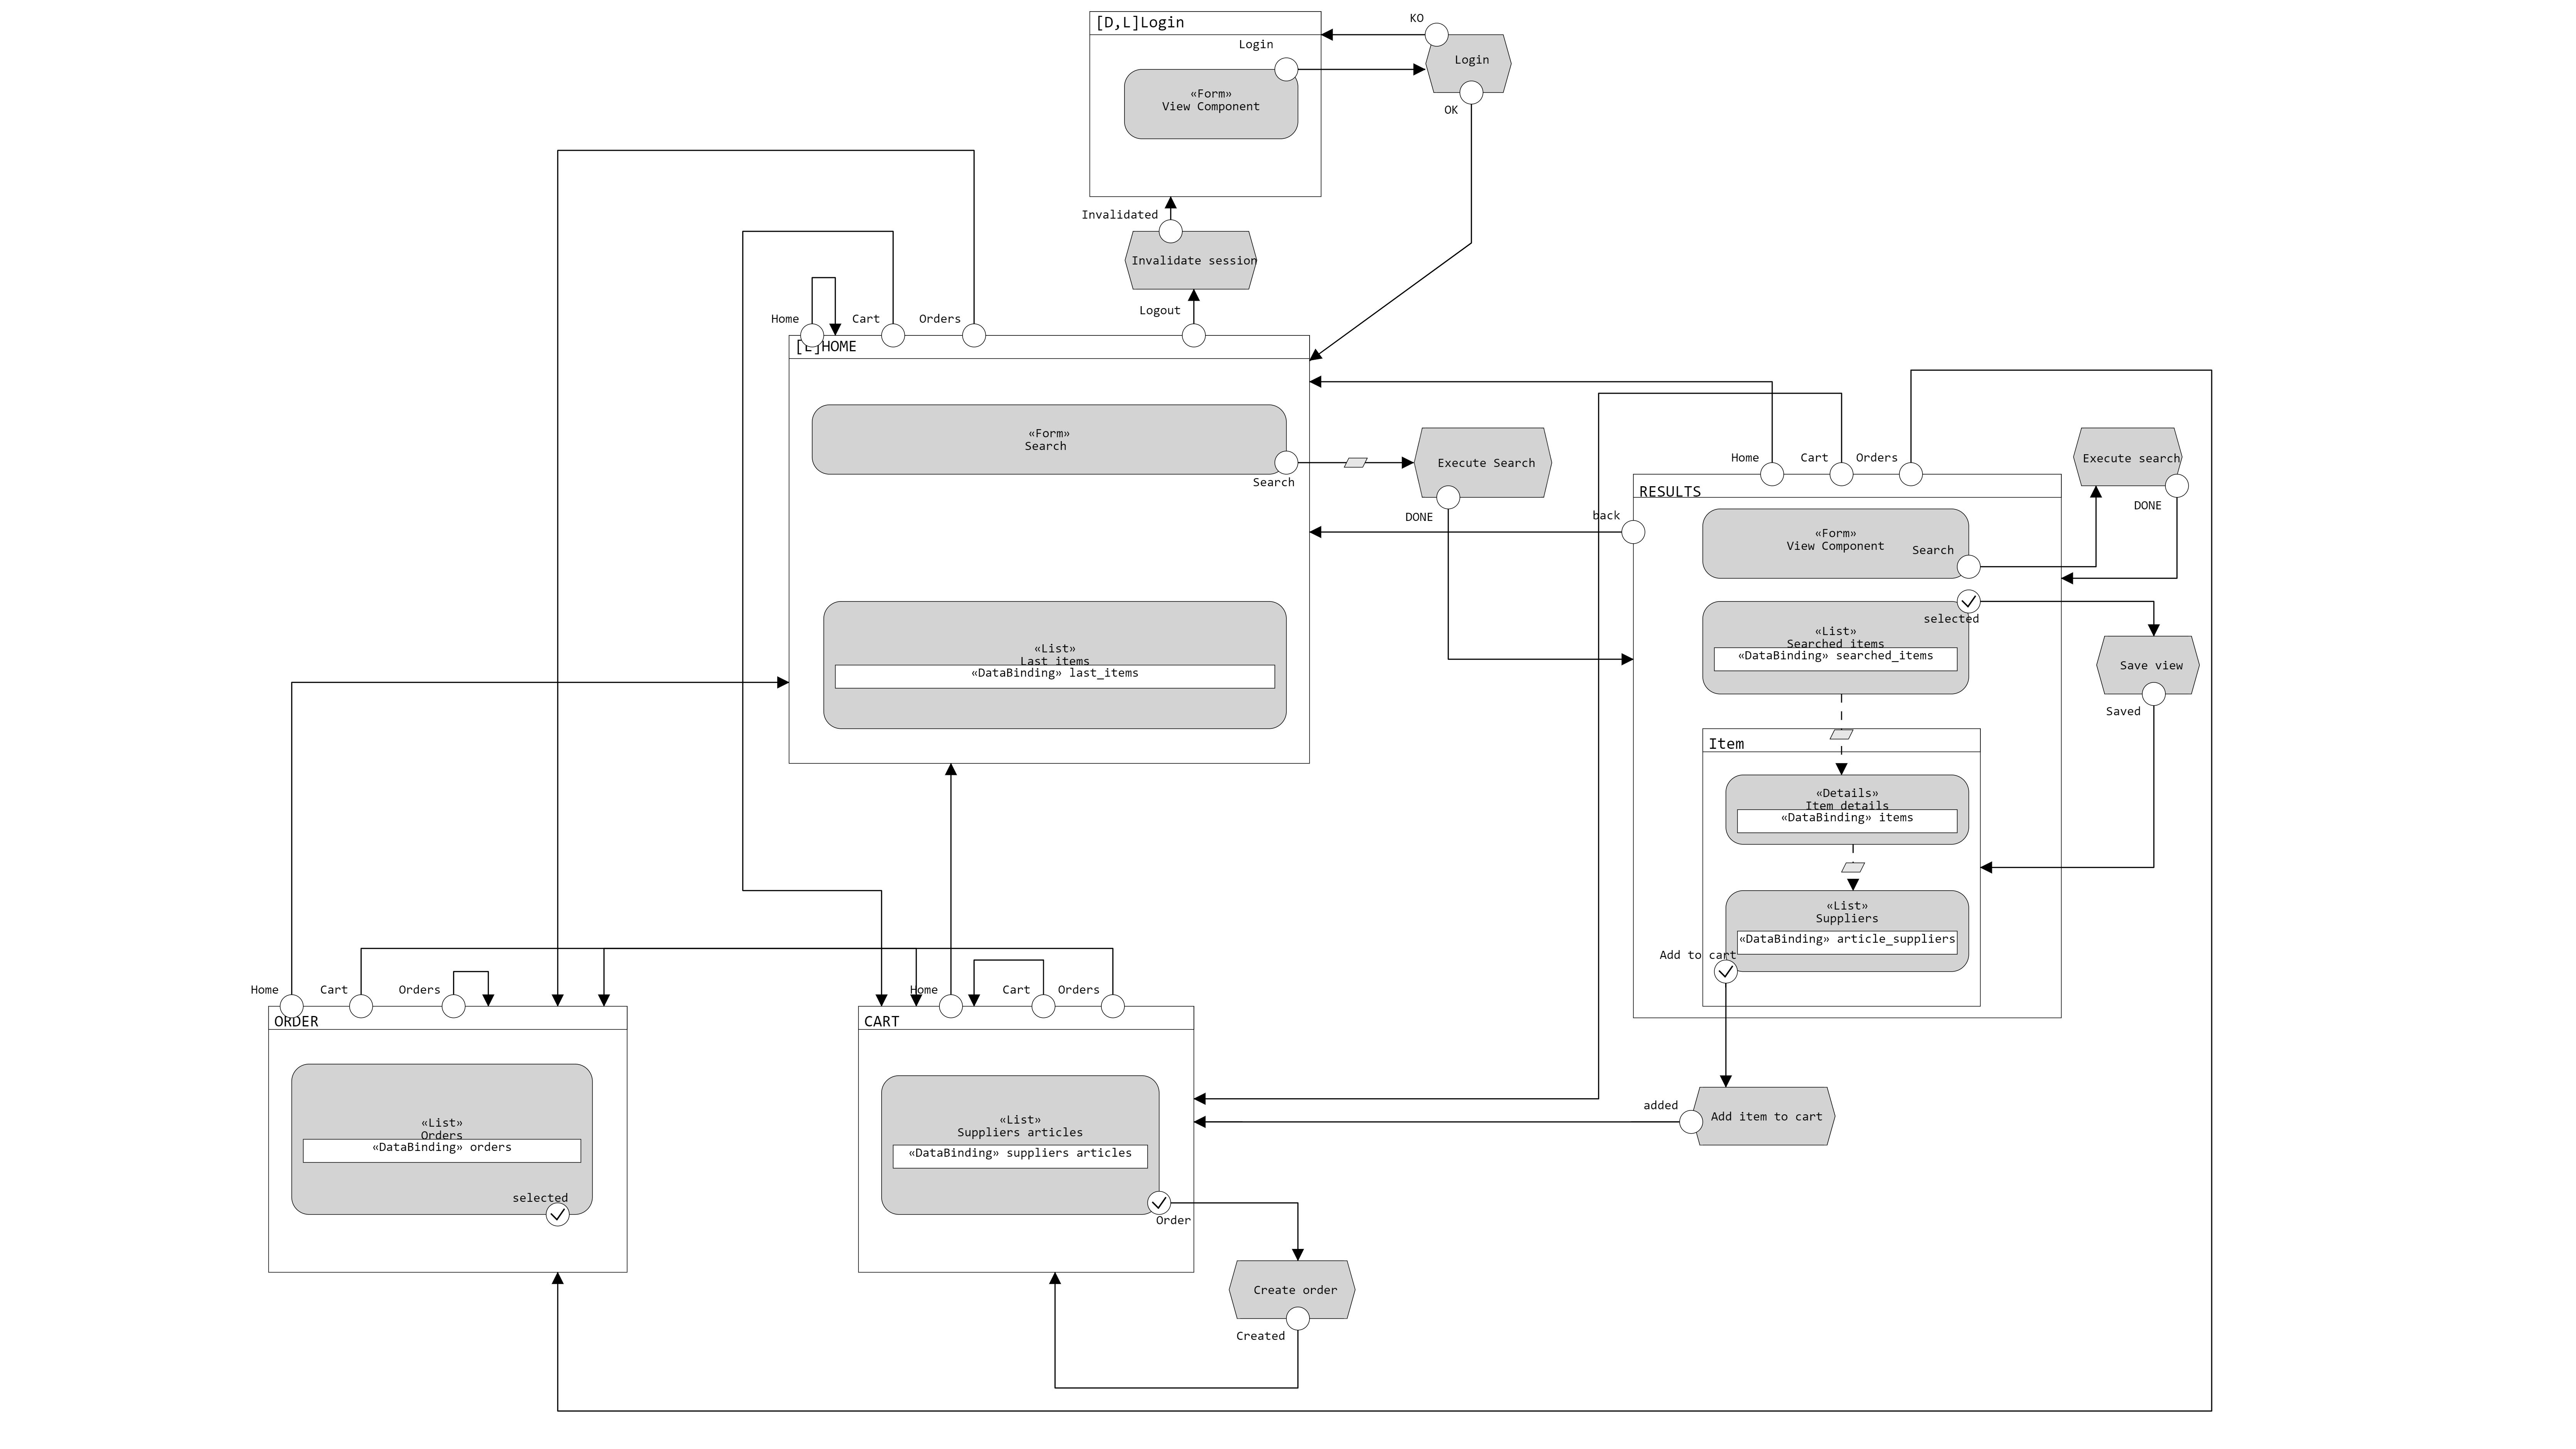 [D,L]Login
KO
Login
Login
«Form»
View Component
OK
Invalidated
Invalidate session
Logout
Home
Cart
Orders
[L]HOME
«Form»
Search
Search
Execute Search
DONE
back
«List»
Last items
«DataBinding» last_items
Home
Cart
Orders
RESULTS
Execute search
DONE
«Form»
View Component
Search
selected
«List»
Searched items
«DataBinding» searched_items
Save view
Saved
Item
«Details»
Item details
«DataBinding» items
«List»
Suppliers
«DataBinding» article_suppliers
Add to cart
Home
Cart
Orders
ORDER
«List»
Orders
«DataBinding» orders
selected
Home
Cart
Orders
CART
«List»
Suppliers articles
«DataBinding» suppliers articles
Order
added
Add item to cart
Create order
Created